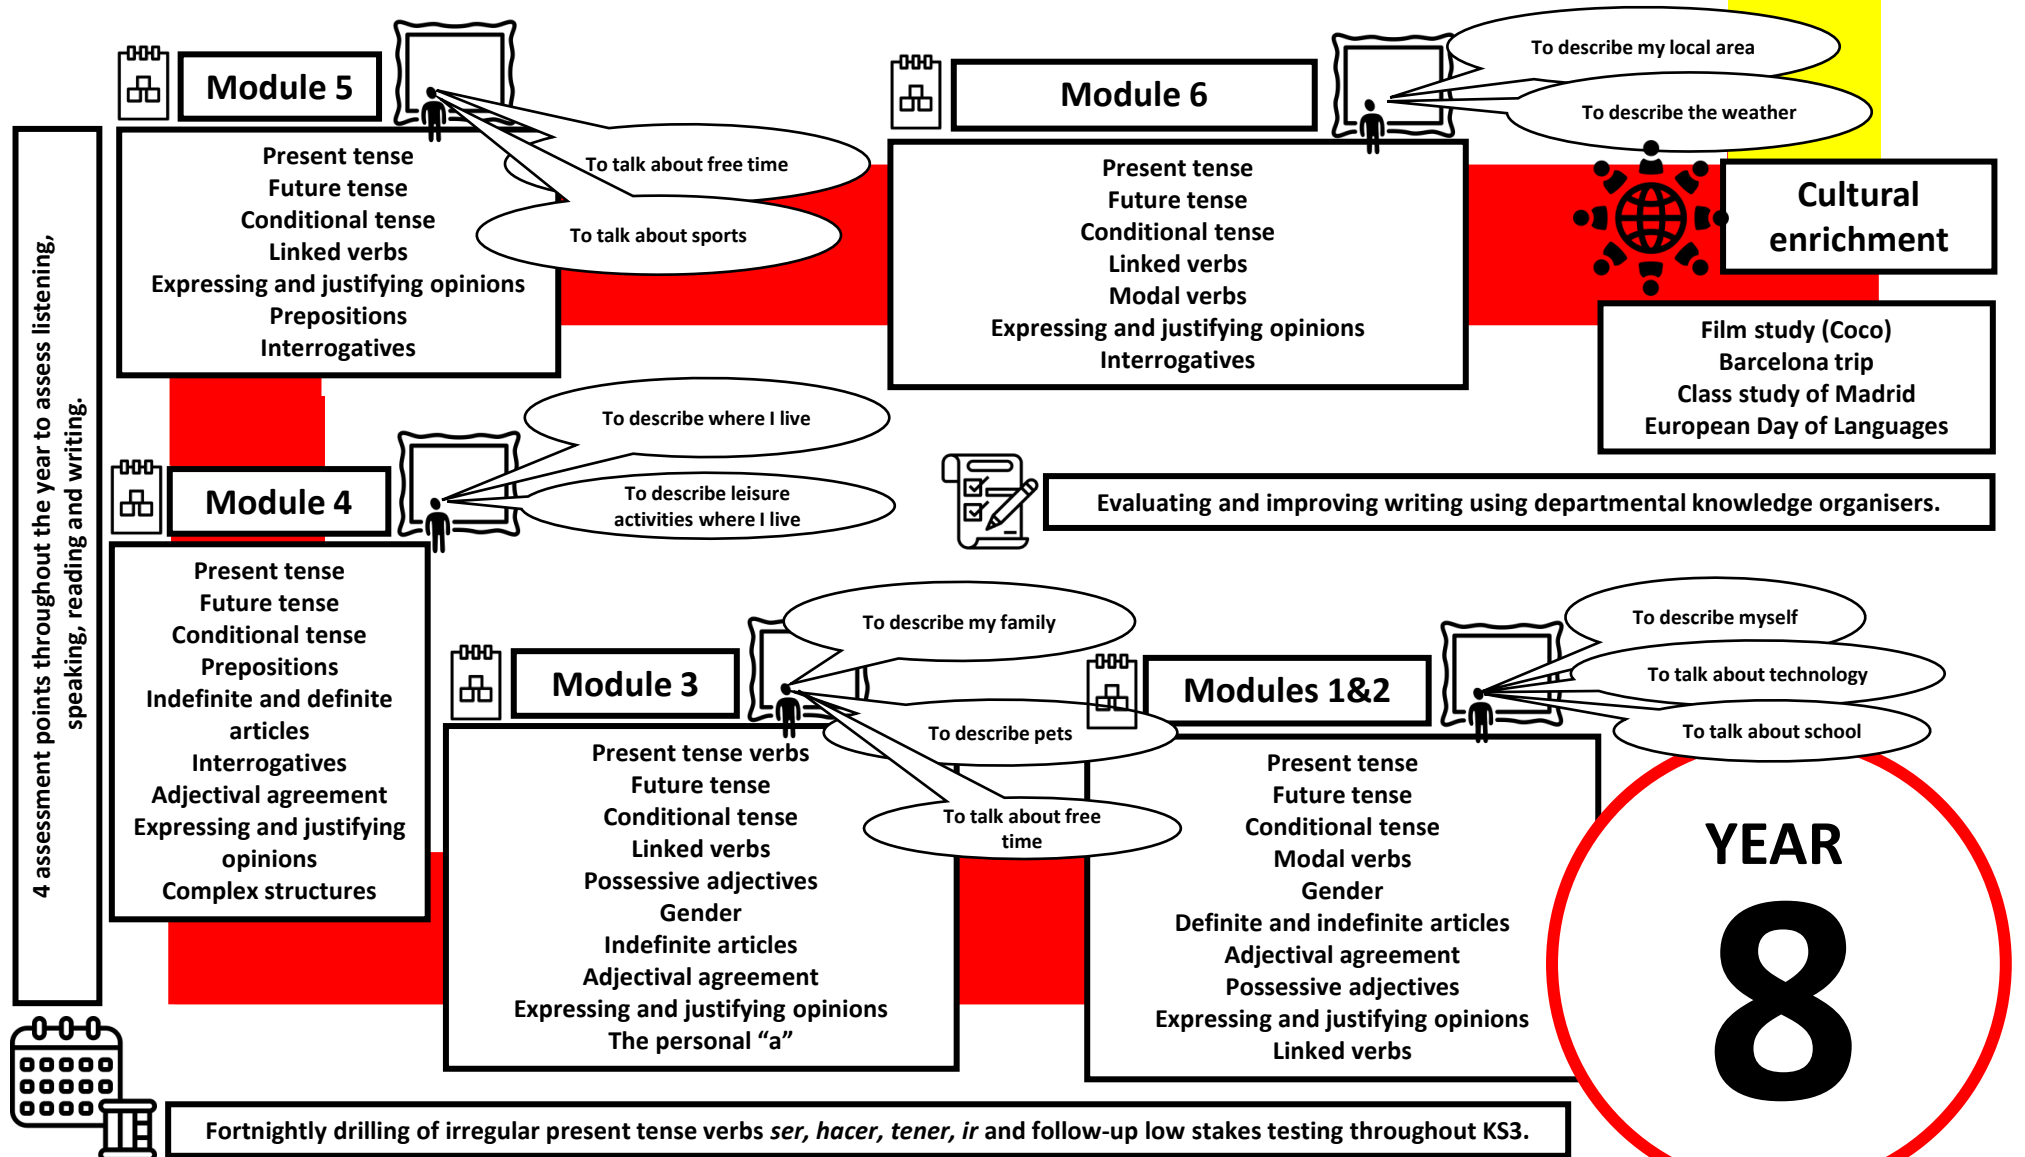 Module 5
To talk about free time
To talk about sports
Present tense
Future tense
Conditional tense
Linked verbs
Expressing and justifying opinions
Prepositions
Interrogatives
Module 6
To describe my local area
To describe the weather
Present tense
Future tense
Conditional tense
Linked verbs
Modal verbs
Expressing and justifying opinions
Interrogatives
Cultural
enrichment
Film study (Coco)
Barcelona trip
Class study of Madrid
European Day of Languages
4 assessment points throughout the year to assess listening,
speaking, reading and writing.
Module 4
To describe where I live
To describe leisure
activities where I live
Present tense
Future tense
Conditional tense
Prepositions
Indefinite and definite
articles
Interrogatives
Adjectival agreement
Expressing and justifying
opinions
Complex structures
Evaluating and improving writing using departmental knowledge organisers.
Module 3
To describe my family
To describe pets
To talk about free
time
Present tense verbs
Future tense
Conditional tense
Linked verbs
Possessive adjectives
Gender
Indefinite articles
Adjectival agreement
Expressing and justifying opinions
The personal “a”
Modules 1&2
To describe myself
To talk about technology
To talk about school
Present tense
Future tense
Conditional tense
Modal verbs
Gender
Definite and indefinite articles
Adjectival agreement
Possessive adjectives
Expressing and justifying opinions
Linked verbs
YEAR
8
Fortnightly drilling of irregular present tense verbs ser, hacer, tener, ir and follow-up low stakes testing throughout KS3.